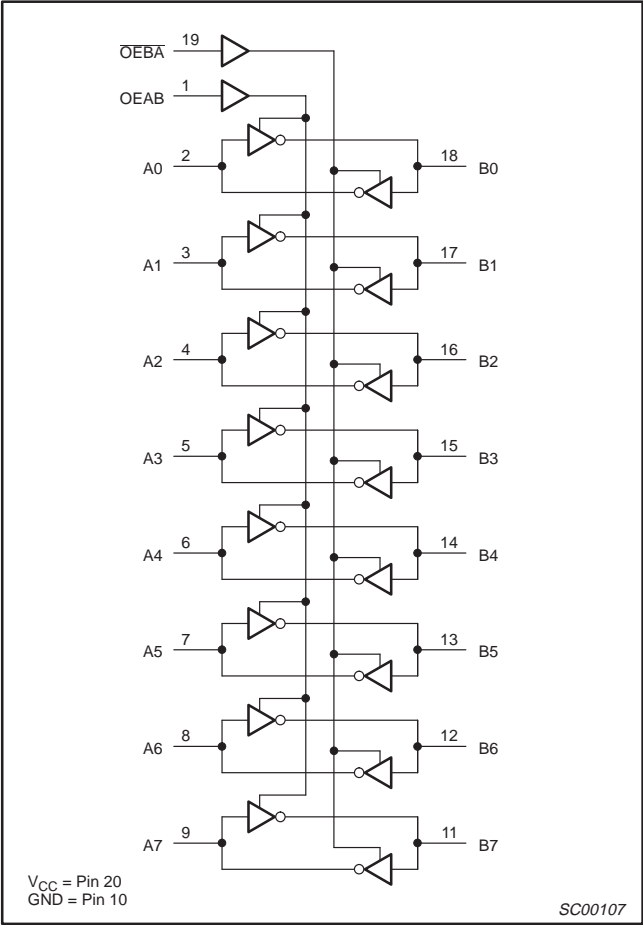 OEBA 19
OEAB 1
A0 2 18 B0
A1 3 17 B1
A2 4 16 B2
A3 5 15 B3
A4 6 14 B4
A5 7 13 B5
A6 8 12 B6
A7 9 11 B7
VCC = Pin 20
GND = Pin 10
SC00107